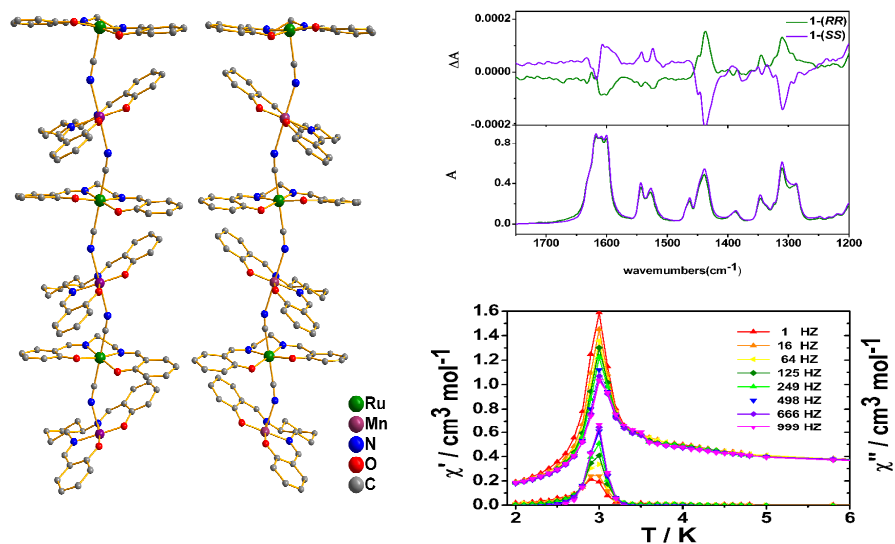 Ru
Mn
N
O
C
1-(RR)
1-(SS)
0.0002
0.0000
-0.0002
ΔA
0.8
0.4
0.0
A
1700 1600 1500 1400 1300 1200
wavemumbers(cm-1)
1.6
1.4
1.2
1.0
0.8
0.6
0.4
0.2
0.0
χ' / cm3 mol-1
1 HZ
16 HZ
64 HZ
125 HZ
249 HZ
498 HZ
666 HZ
999 HZ
χ'' / cm3 mol-1
2 3 4 5 6
T / K